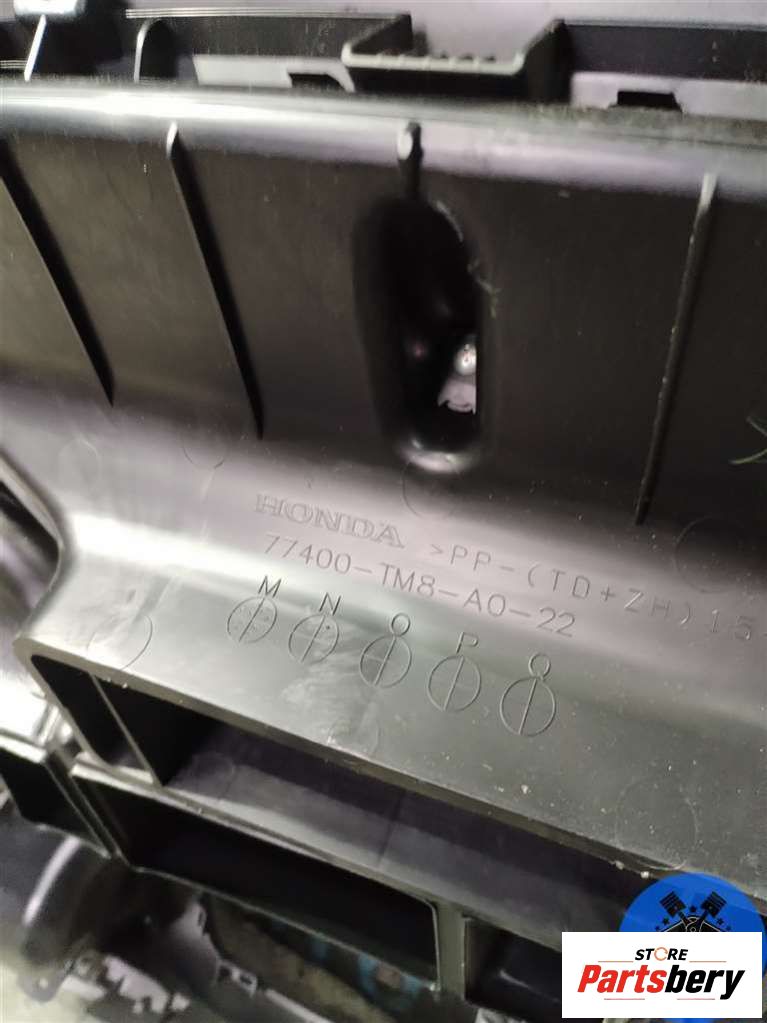 HONDA >PP-(TD+ZH)15
77400-TM8-A0-22
M N O P Q
STORE
Partsbery